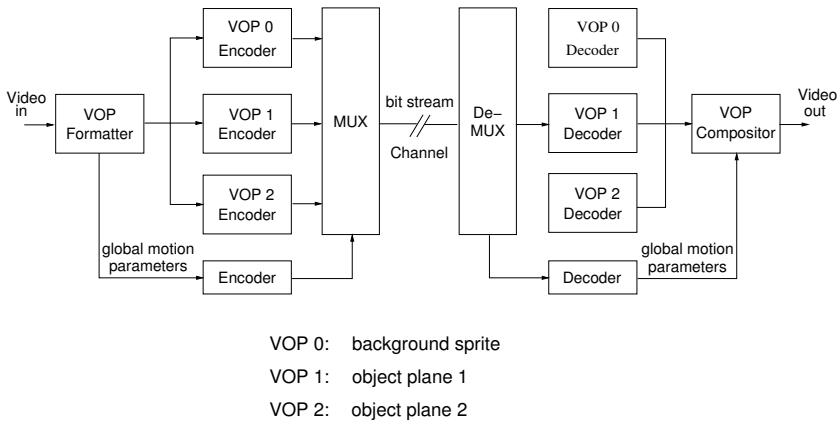 Video
in
VOP
Formatter
VOP 0
Encoder
VOP 1
Encoder
VOP 2
Encoder
global motion
parameters
Encoder
MUX
bit stream
Channel
De–
MUX
VOP 0
Decoder
VOP 1
Decoder
VOP 2
Decoder
Decoder
global motion
parameters
VOP
Compositor
Video
out
VOP 0: background sprite
VOP 1: object plane 1
VOP 2: object plane 2